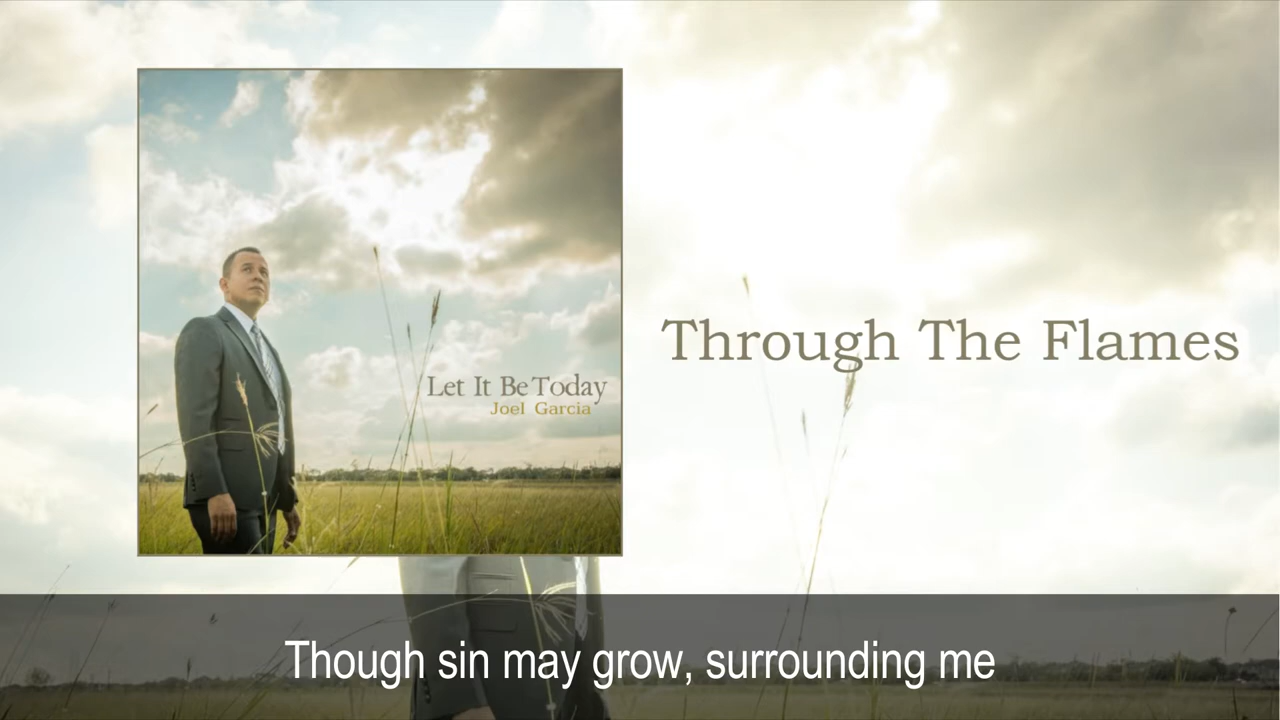 Let It Be Today
Joel Garcia
Through The Flames
Though sin may grow, surrounding me